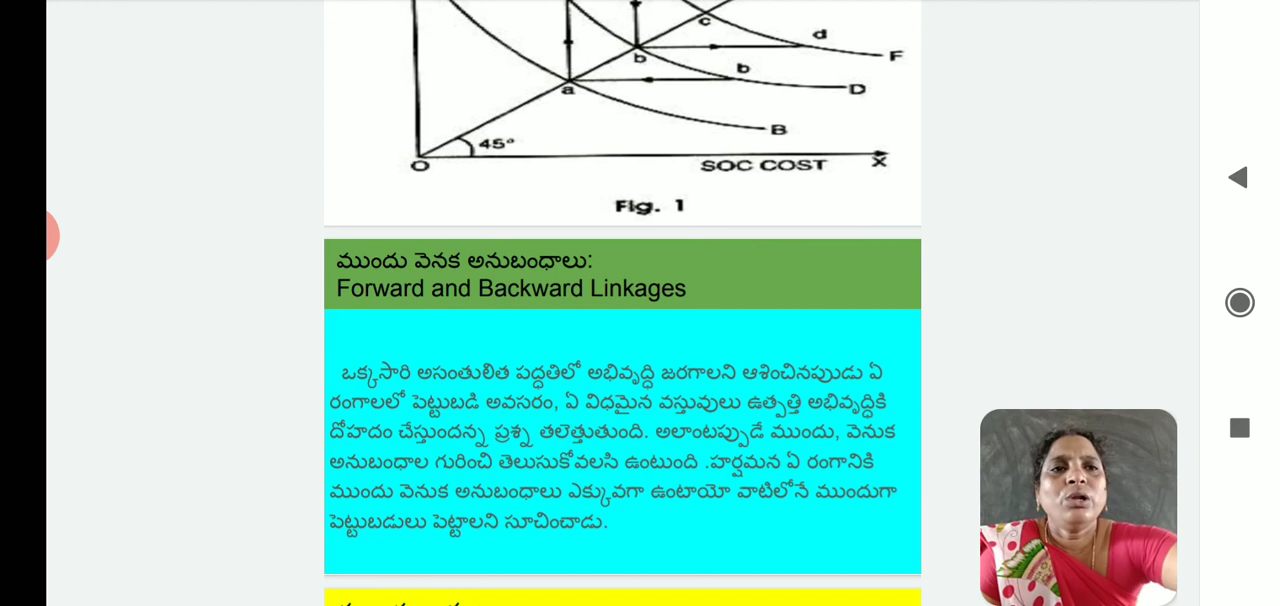 c
d
F
b
b
D
a
B
45°
O
SOC COST
X
Fig. 1
ముందు వెనక అనుబంధాలు:
Forward and Backward Linkages
ఒక్కసారి అసంతులిత పద్ధతిలో అభివృద్ధి జరగాలని ఆశించినపుుడు ఏ
రంగాలలో పెట్టుబడి అవసరం, ఏ విధమైన వస్తువులు ఉత్పత్తి అభివృద్ధికి
దోహదం చేస్తుందన్న ప్రశ్న తలెత్తుతుంది. అలాంటప్పుడే ముందు, వెనుక
అనుబంధాల గురించి తెలుసుకోవలసి ఉంటుంది .హర్షమన ఏ రంగానికి
ముందు వెనుక అనుబంధాలు ఎక్కువగా ఉంటాయో వాటిలోనే ముందుగా
పెట్టుబడులు పెట్టాలని సూచించాడు.